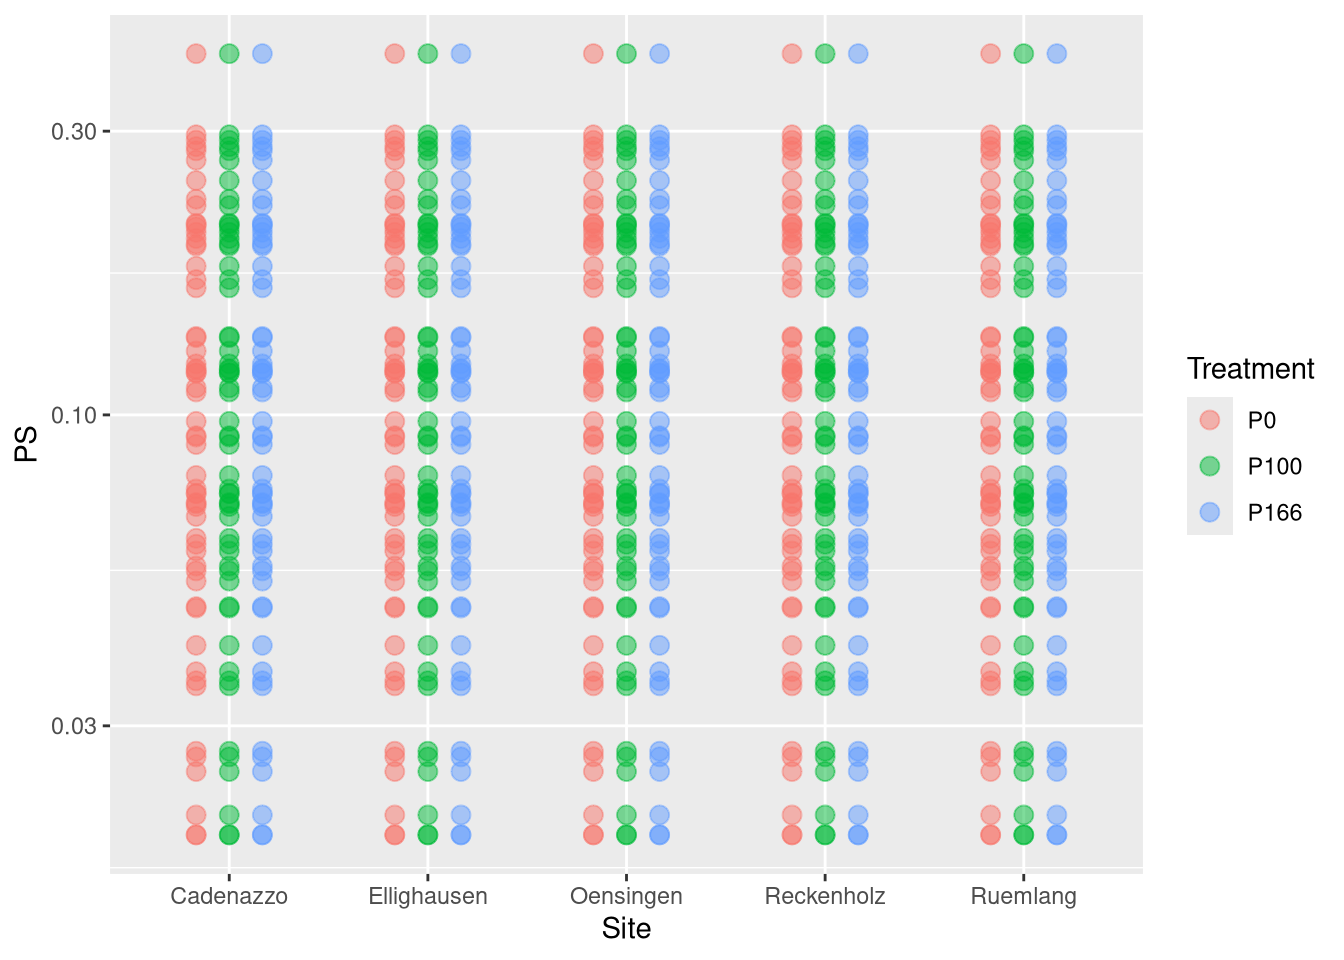 0.30
0.10
0.03
PS
Cadenazzo
Ellighausen
Oensingen
Reckenholz
Ruemlang
Site
Treatment
P0
P100
P166